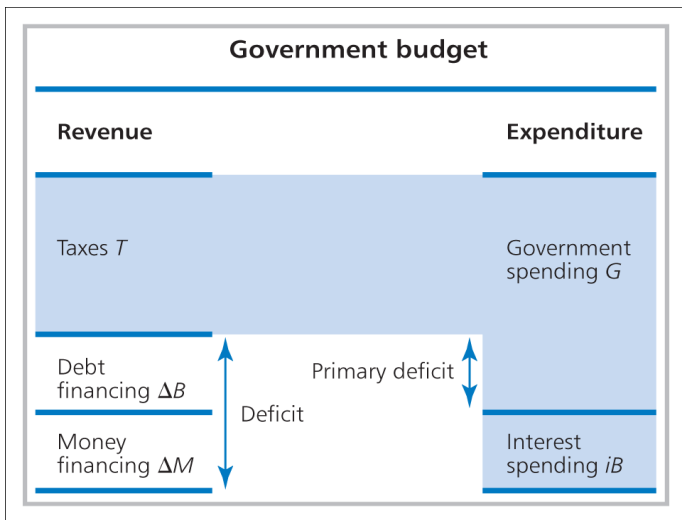 Government budget
Revenue
Expenditure
Taxes T
Government
spending G
Debt
financing ΔB
Primary deficit
Deficit
Money
financing ΔM
Interest
spending iB